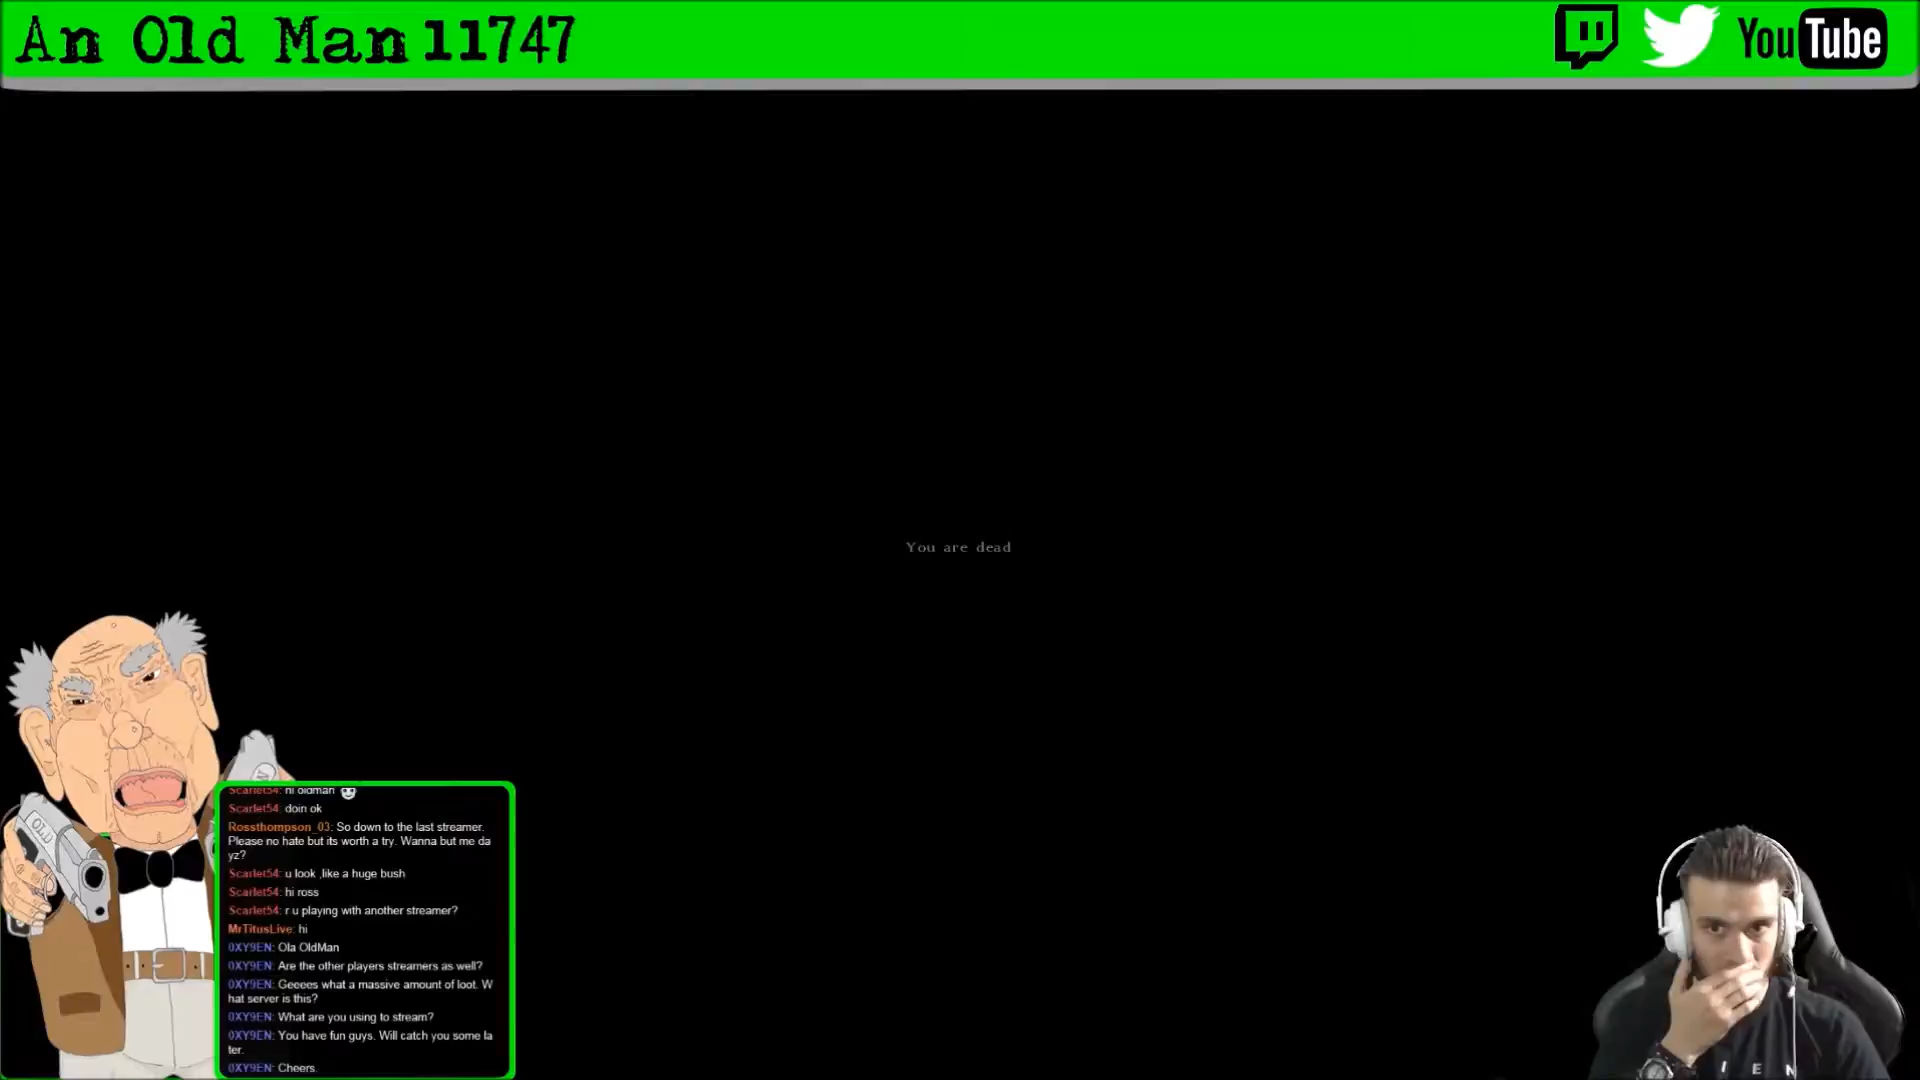 An Old Man 11747
YouTube
You are dead
Scarlet54: hi oldman
Scarlet54: doin ok
Rossthompson_03: So down to the last streamer.
Please no hate but its worth a try. Wanna but me da
yz?
Scarlet54: u look ,like a huge bush
Scarlet54: hi ross
Scarlet54: r u playing with another streamer?
MrTitusLive: hi
0XY9EN: Ola OldMan
0XY9EN: Are the other players streamers as well?
0XY9EN: Geeees what a massive amount of loot. W
hat server is this?
0XY9EN: What are you using to stream?
0XY9EN: You have fun guys. Will catch you some la
ter.
0XY9EN: Cheers.
I E N